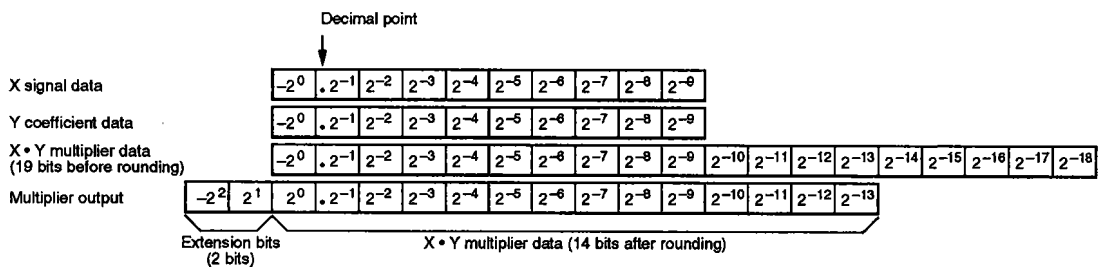 Decimal point
X signal data −2⁰ .2⁻¹ 2⁻² 2⁻³ 2⁻⁴ 2⁻⁵ 2⁻⁶ 2⁻⁷ 2⁻⁸ 2⁻⁹
Y coefficient data −2⁰ .2⁻¹ 2⁻² 2⁻³ 2⁻⁴ 2⁻⁵ 2⁻⁶ 2⁻⁷ 2⁻⁸ 2⁻⁹
X • Y multiplier data
(19 bits before rounding) −2⁰ .2⁻¹ 2⁻² 2⁻³ 2⁻⁴ 2⁻⁵ 2⁻⁶ 2⁻⁷ 2⁻⁸ 2⁻⁹ 2⁻¹⁰ 2⁻¹¹ 2⁻¹² 2⁻¹³ 2⁻¹⁴ 2⁻¹⁵ 2⁻¹⁶ 2⁻¹⁷ 2⁻¹⁸
Multiplier output −2² 2¹ 2⁰ .2⁻¹ 2⁻² 2⁻³ 2⁻⁴ 2⁻⁵ 2⁻⁶ 2⁻⁷ 2⁻⁸ 2⁻⁹ 2⁻¹⁰ 2⁻¹¹ 2⁻¹² 2⁻¹³
Extension bits
(2 bits)
X • Y multiplier data (14 bits after rounding)